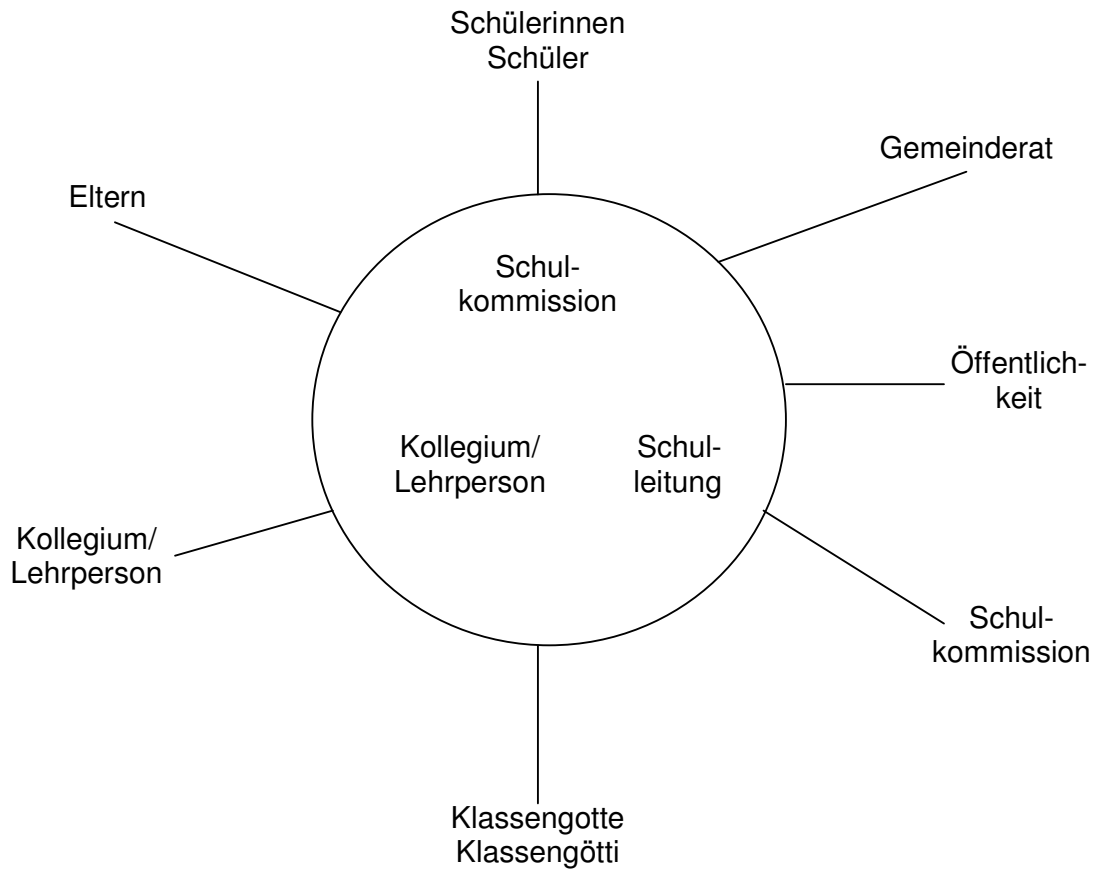 Schülerinnen
Schüler
Gemeinderat
Eltern
Schul-
kommission
Öffentlich-
keit
Kollegium/
Lehrperson
Schul-
leitung
Kollegium/
Lehrperson
Schul-
kommission
Klassengotte
Klassengötti